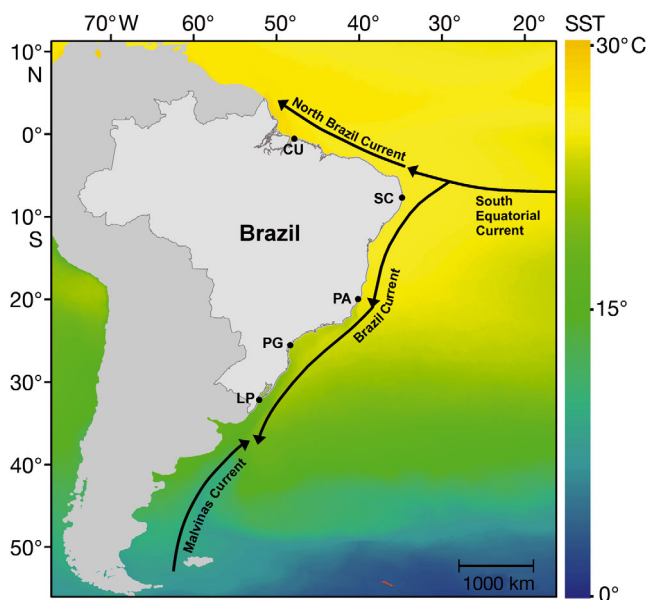 70° 60° 50° 40° 30° 20° SST
10°
N
30°C
North Brazil Current
0°
CU
SC
10°
S
South
Equatorial
Current
Brazil
PA
20°
15°
Brazil Current
PG
30°
LP
40°
Malvinas Current
50°
1000 km
0°